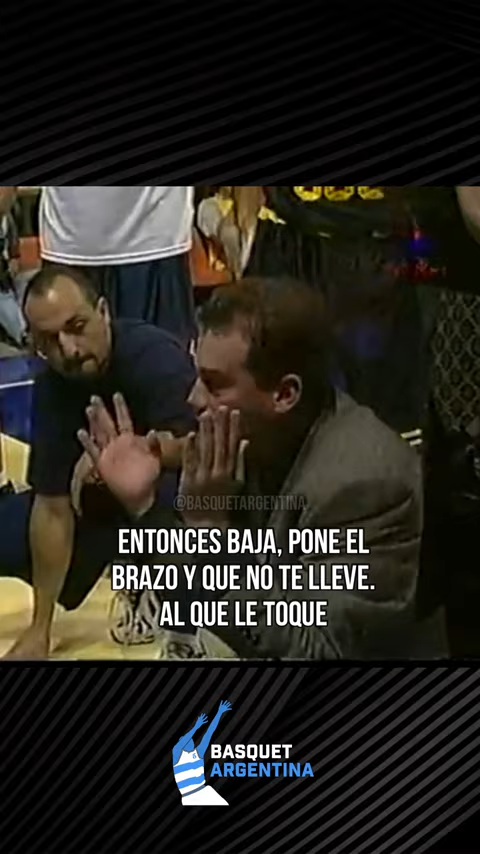 @BASQUETARGENTINA
ENTONCES BAJA, PONE EL
BRAZO Y QUE NO TE LLEVE.
AL QUE LE TOQUE
BASQUET
ARGENTINA